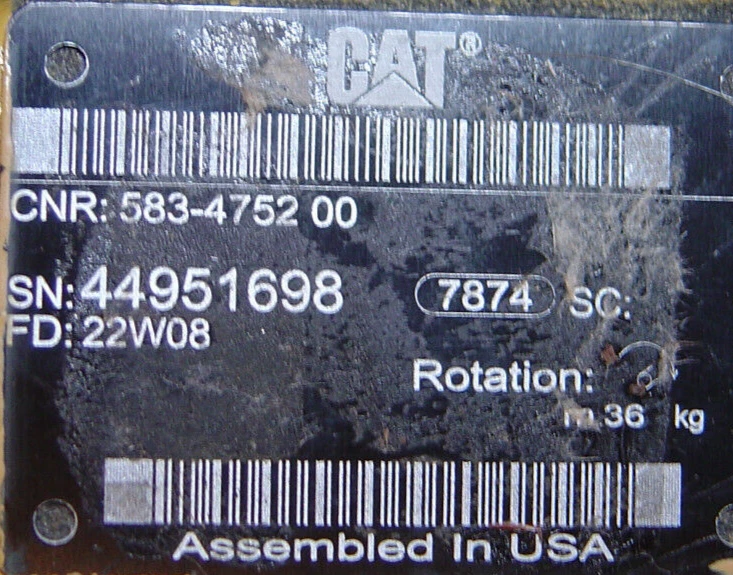 CAT®
CNR: 583-4752 00
SN: 44951698 7874 SC:
FD: 22W08
Rotation:
m 36 kg
Assembled In USA